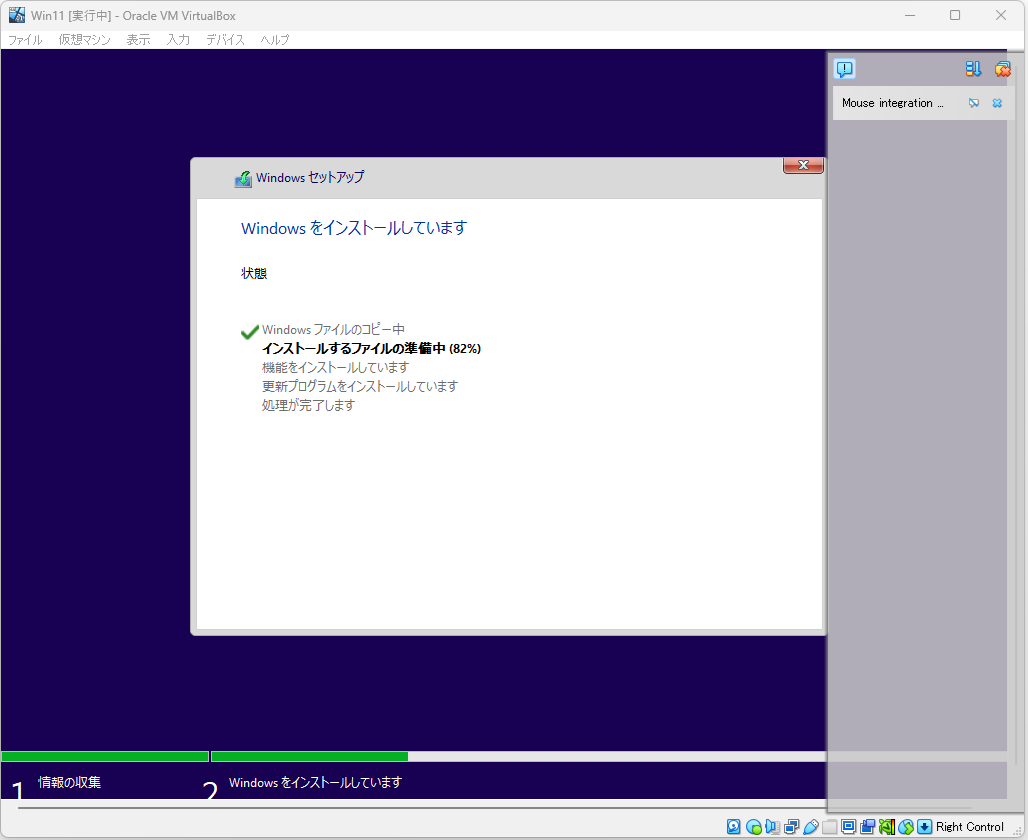 Win11 [実行中] - Oracle VM VirtualBox
ファイル 仮想マシン 表示 入力 デバイス ヘルプ
Mouse integration ...
Windows セットアップ
Windows をインストールしています
状態
Windows ファイルのコピー中
インストールするファイルの準備中 (82%)
機能をインストールしています
更新プログラムをインストールしています
処理が完了します
1 情報の収集
2 Windows をインストールしています
Right Control